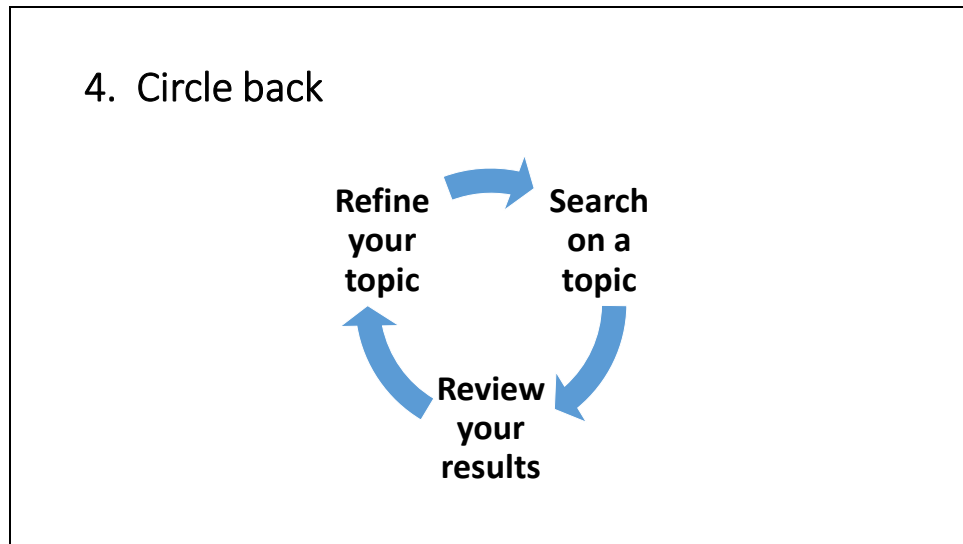 4. Circle back
Refine
your
topic
Search
on a
topic
Review
your
results